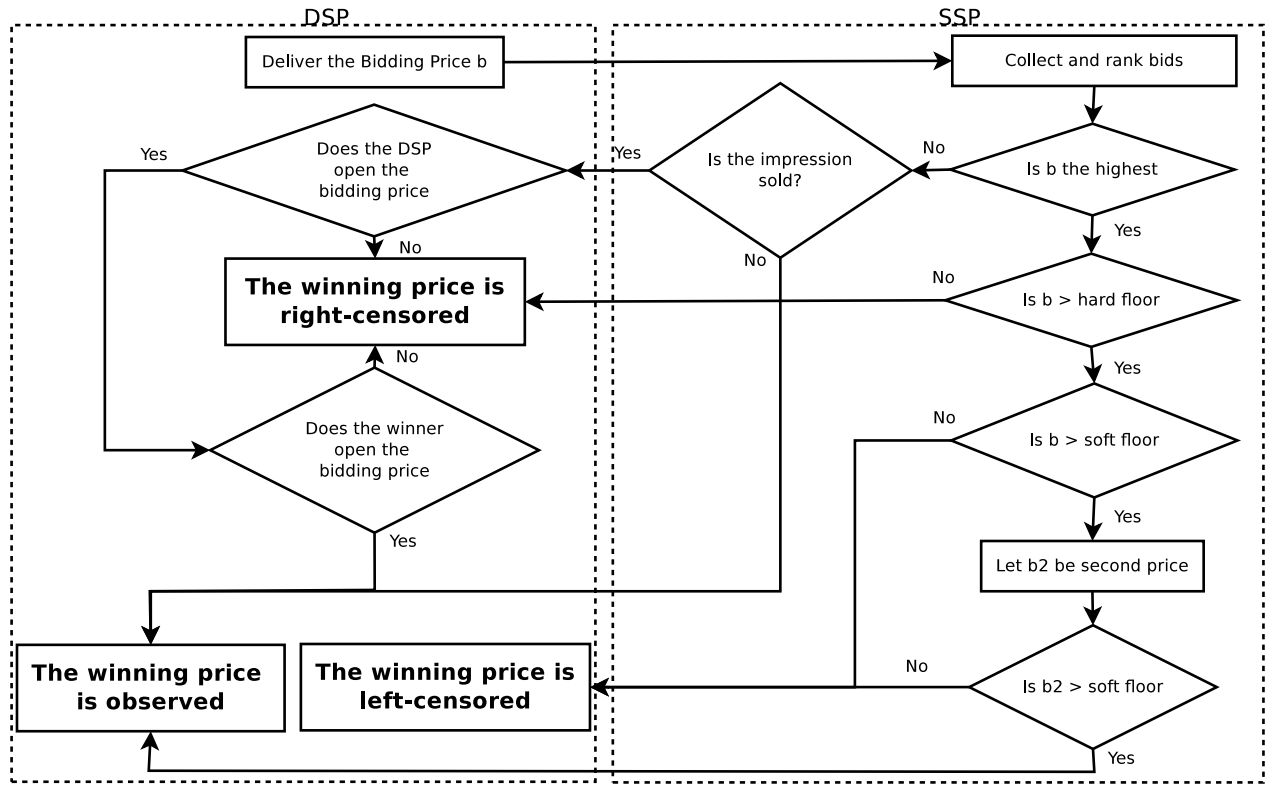 DSP
SSP
Deliver the Bidding Price b
Collect and rank bids
Does the DSP
open the
bidding price
Yes
No
Is the impression
sold?
Yes
No
Is b the highest
No
Yes
The winning price is
right-censored
Is b > hard floor
No
Yes
No
Does the winner
open the
bidding price
Yes
Is b > soft floor
No
Yes
Let b2 be second price
The winning price
is observed
The winning price is
left-censored
Is b2 > soft floor
No
Yes